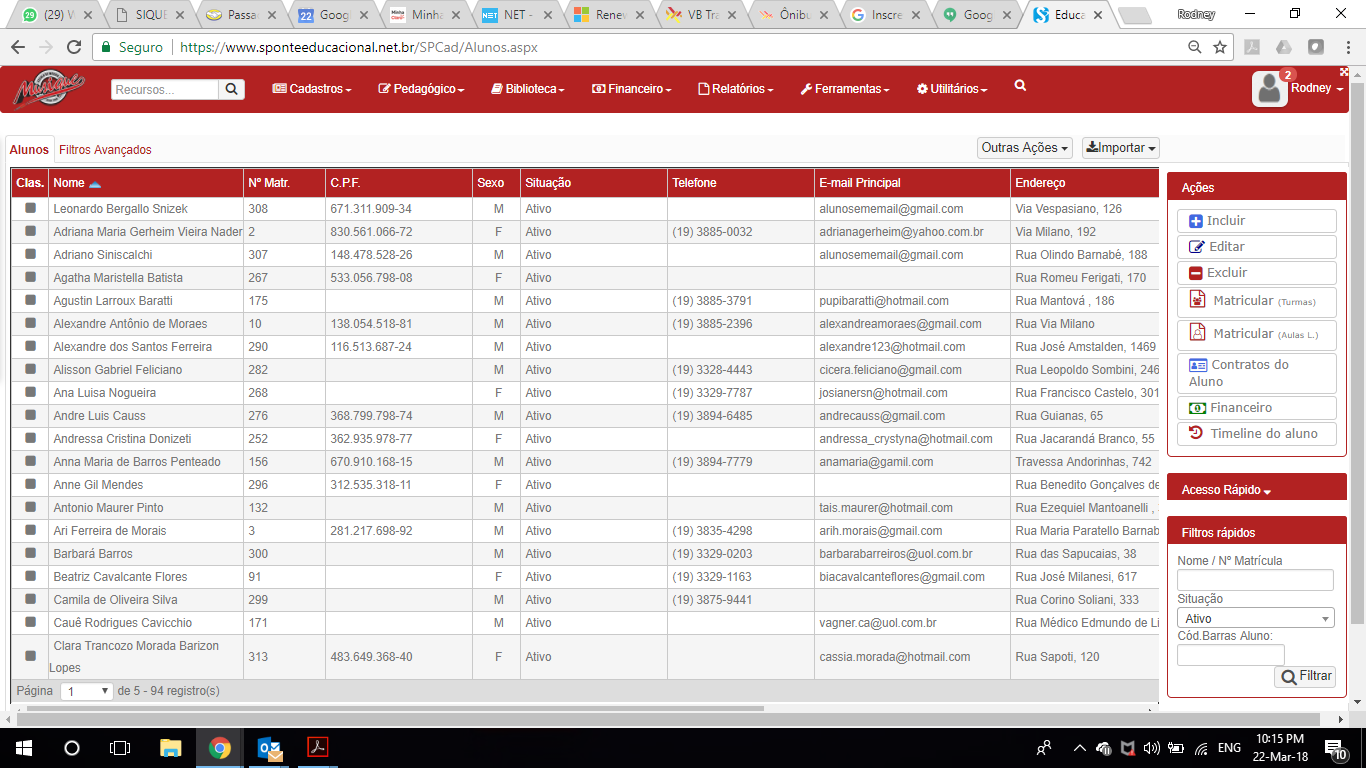 (29) W
SIQUE
Passa
Googl
Minha
NET -
Renev
VB Tra
Ônibu
Inscre
Goog
Educa
Rodney
Seguro
https://www.sponteeducacional.net.br/SPCad/Alunos.aspx
Recursos...
Cadastros
Pedagógico
Biblioteca
Financeiro
Relatórios
Ferramentas
Utilitários
2
Rodney
Alunos
Filtros Avançados
Outras Ações
Importar
Clas. Nome Nº Matr. C.P.F. Sexo Situação Telefone E-mail Principal Endereço
Leonardo Bergallo Snizek 308 671.311.909-34 M Ativo alunosememail@gmail.com Via Vespasiano, 126
Adriana Maria Gerheim Vieira Nader 2 830.561.066-72 F Ativo (19) 3885-0032 adrianagerheim@yahoo.com.br Via Milano, 192
Adriano Siniscalchi 307 148.478.528-26 M Ativo alunosememail@gmail.com Rua Olindo Barnabé, 188
Agatha Maristella Batista 267 533.056.798-08 F Ativo Rua Romeu Ferigati, 170
Agustin Larroux Baratti 175 M Ativo (19) 3885-3791 pupibaratti@hotmail.com Rua Mantová , 186
Alexandre Antônio de Moraes 10 138.054.518-81 M Ativo (19) 3885-2396 alexandreamoraes@gmail.com Rua Via Milano
Alexandre dos Santos Ferreira 290 116.513.687-24 M Ativo alexandre123@hotmail.com Rua José Amstalden, 1469
Alisson Gabriel Feliciano 282 M Ativo (19) 3328-4443 cicera.feliciano@gmail.com Rua Leopoldo Sombini, 246
Ana Luisa Nogueira 268 F Ativo (19) 3329-7787 josianersn@hotmail.com Rua Francisco Castelo, 301
Andre Luis Causs 276 368.799.798-74 M Ativo (19) 3894-6485 andrecauss@gmail.com Rua Guianas, 65
Andressa Cristina Donizeti 252 362.935.978-77 F Ativo andressa_crystyna@hotmail.com Rua Jacarandá Branco, 55
Anna Maria de Barros Penteado 156 670.910.168-15 M Ativo (19) 3894-7779 anamaria@gamil.com Travessa Andorinhas, 742
Anne Gil Mendes 296 312.535.318-11 F Ativo Rua Benedito Gonçalves de
Antonio Maurer Pinto 132 M Ativo tais.maurer@hotmail.com Rua Ezequiel Mantoanelli ,
Ari Ferreira de Morais 3 281.217.698-92 M Ativo (19) 3835-4298 arih.morais@gmail.com Rua Maria Paratello Barnab
Barbará Barros 300 M Ativo (19) 3329-0203 barbarabarreiros@uol.com.br Rua das Sapucaias, 38
Beatriz Cavalcante Flores 91 F Ativo (19) 3329-1163 biacavalcanteflores@gmail.com Rua José Milanesi, 617
Camila de Oliveira Silva 299 M Ativo (19) 3875-9441 Rua Corino Soliani, 333
Cauê Rodrigues Cavicchio 171 M Ativo vagner.ca@uol.com.br Rua Médico Edmundo de Li
Clara Trancozo Morada Barizon
Lopes 313 483.649.368-40 F Ativo cassia.morada@hotmail.com Rua Sapoti, 120
Página 1 de 5 - 94 registro(s)
Ações
Incluir
Editar
Excluir
Matricular (Turmas)
Matricular (Aulas L.)
Contratos do
Aluno
Financeiro
Timeline do aluno
Acesso Rápido
Filtros rápidos
Nome / Nº Matrícula
Situação
Ativo
Cód.Barras Aluno:
Filtrar
ENG
10:15 PM
22-Mar-18
10